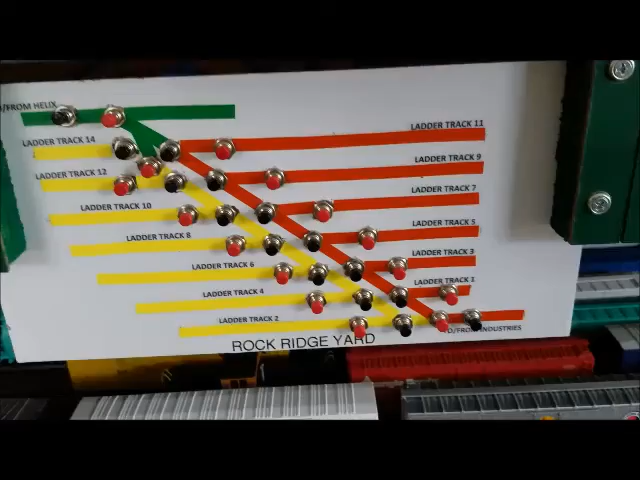 /FROM HELIX
LADDER TRACK 11
LADDER TRACK 14
LADDER TRACK 9
LADDER TRACK 12
LADDER TRACK 7
LADDER TRACK 10
LADDER TRACK 5
LADDER TRACK 8
LADDER TRACK 3
LADDER TRACK 6
LADDER TRACK 1
LADDER TRACK 4
LADDER TRACK 2
/FROM INDUSTRIES
ROCK RIDGE YARD